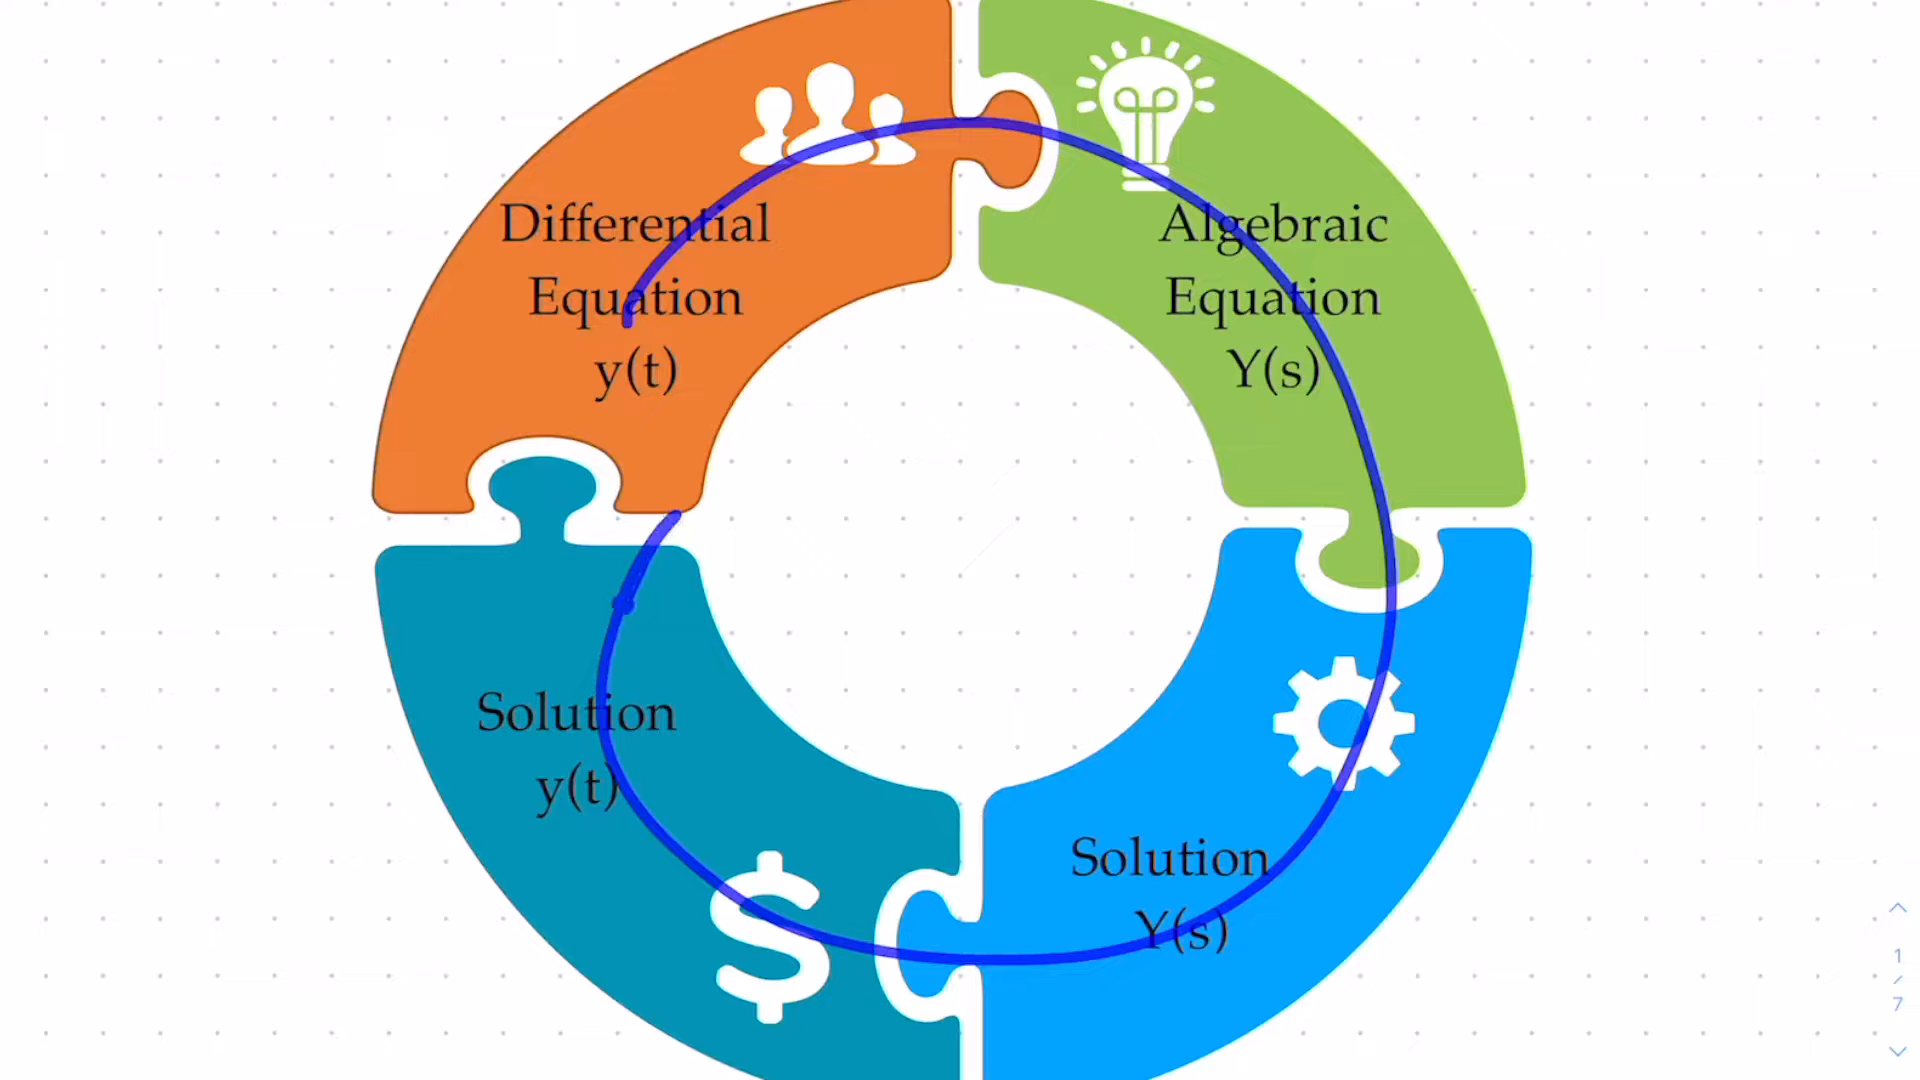 Differential
Equation
y(t)
Algebraic
Equation
Y(s)
Solution
y(t)
Solution
Y(s)
1
/
7